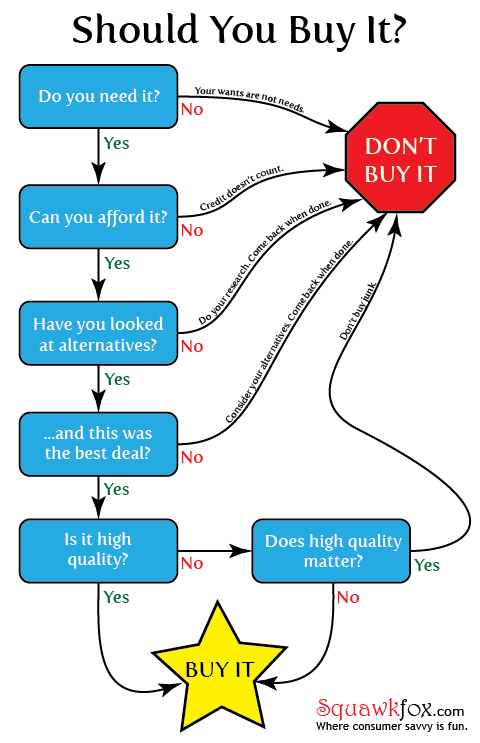 Should You Buy It?
Do you need it?
No
Your wants are not needs.
DON'T
BUY IT
Yes
Can you afford it?
No
Credit doesn't count.
Yes
Have you looked
at alternatives?
No
Do your research. Come back when done.
Yes
...and this was
the best deal?
No
Consider your alternatives. Come back when done.
Yes
Is it high
quality?
No
Does high quality
matter?
Yes
Don't buy junk.
Yes
No
BUY IT
Squawkfox.com
Where consumer savvy is fun.